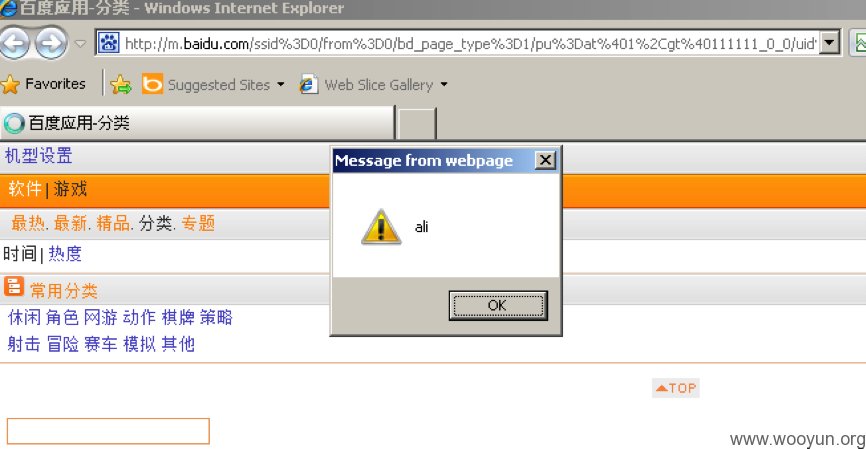 百度应用-分类 - Windows Internet Explorer
http://m.baidu.com/ssid%3D0/from%3D0/bd_page_type%3D1/pu%3Dat%401%2Cgt%40111111_0_0/uid
Favorites Suggested Sites Web Slice Gallery
百度应用-分类
机型设置
Message from webpage
软件 | 游戏
最热. 最新. 精品. 分类. 专题
ali
时间 | 热度
常用分类
OK
休闲 角色 网游 动作 棋牌 策略
射击 冒险 赛车 模拟 其他
TOP
www.wooyun.org